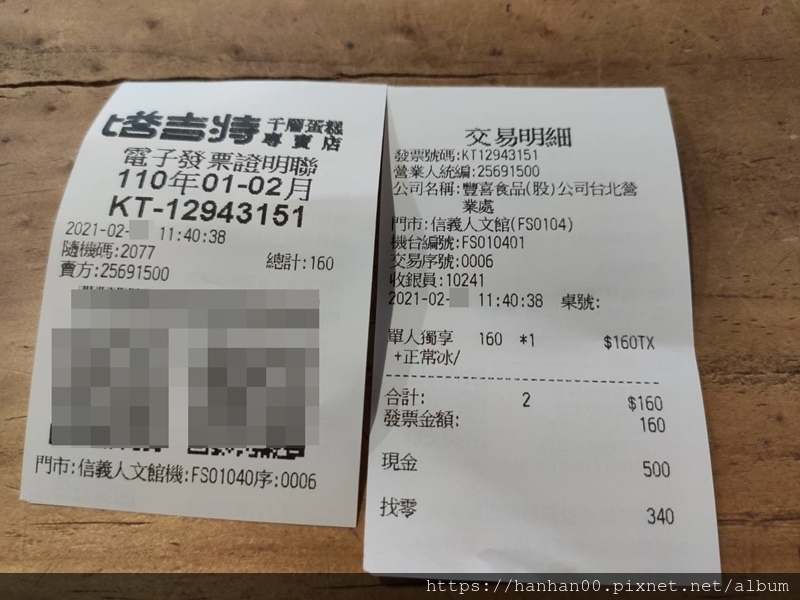 塔吉特 千層蛋糕
專賣店
電子發票證明聯
110年01-02月
KT-12943151
2021-02- 11:40:38
隨機碼:2077 總計:160
賣方:25691500
門市:信義人文館機:FS01040序:0006
交易明細
發票號碼:KT12943151
營業人統編:25691500
公司名稱:豐喜食品(股)公司台北營
業處
門市:信義人文館(FS0104)
機台編號:FS010401
交易序號:0006
收銀員:10241
2021-02- 11:40:38 桌號:
單人獨享 160 *1 $160TX
+正常冰/
合計: 2 $160
發票金額: 160
現金 500
找零 340
https://hanhan00.pixnet.net/album